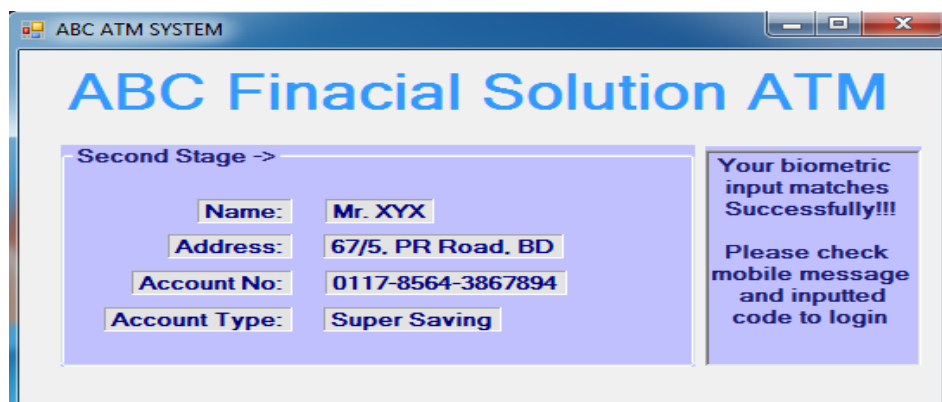 ABC ATM SYSTEM
ABC Finacial Solution ATM
Second Stage ->
Name: Mr. XYX
Address: 67/5, PR Road, BD
Account No: 0117-8564-3867894
Account Type: Super Saving
Your biometric
input matches
Successfully!!!
Please check
mobile message
and inputted
code to login